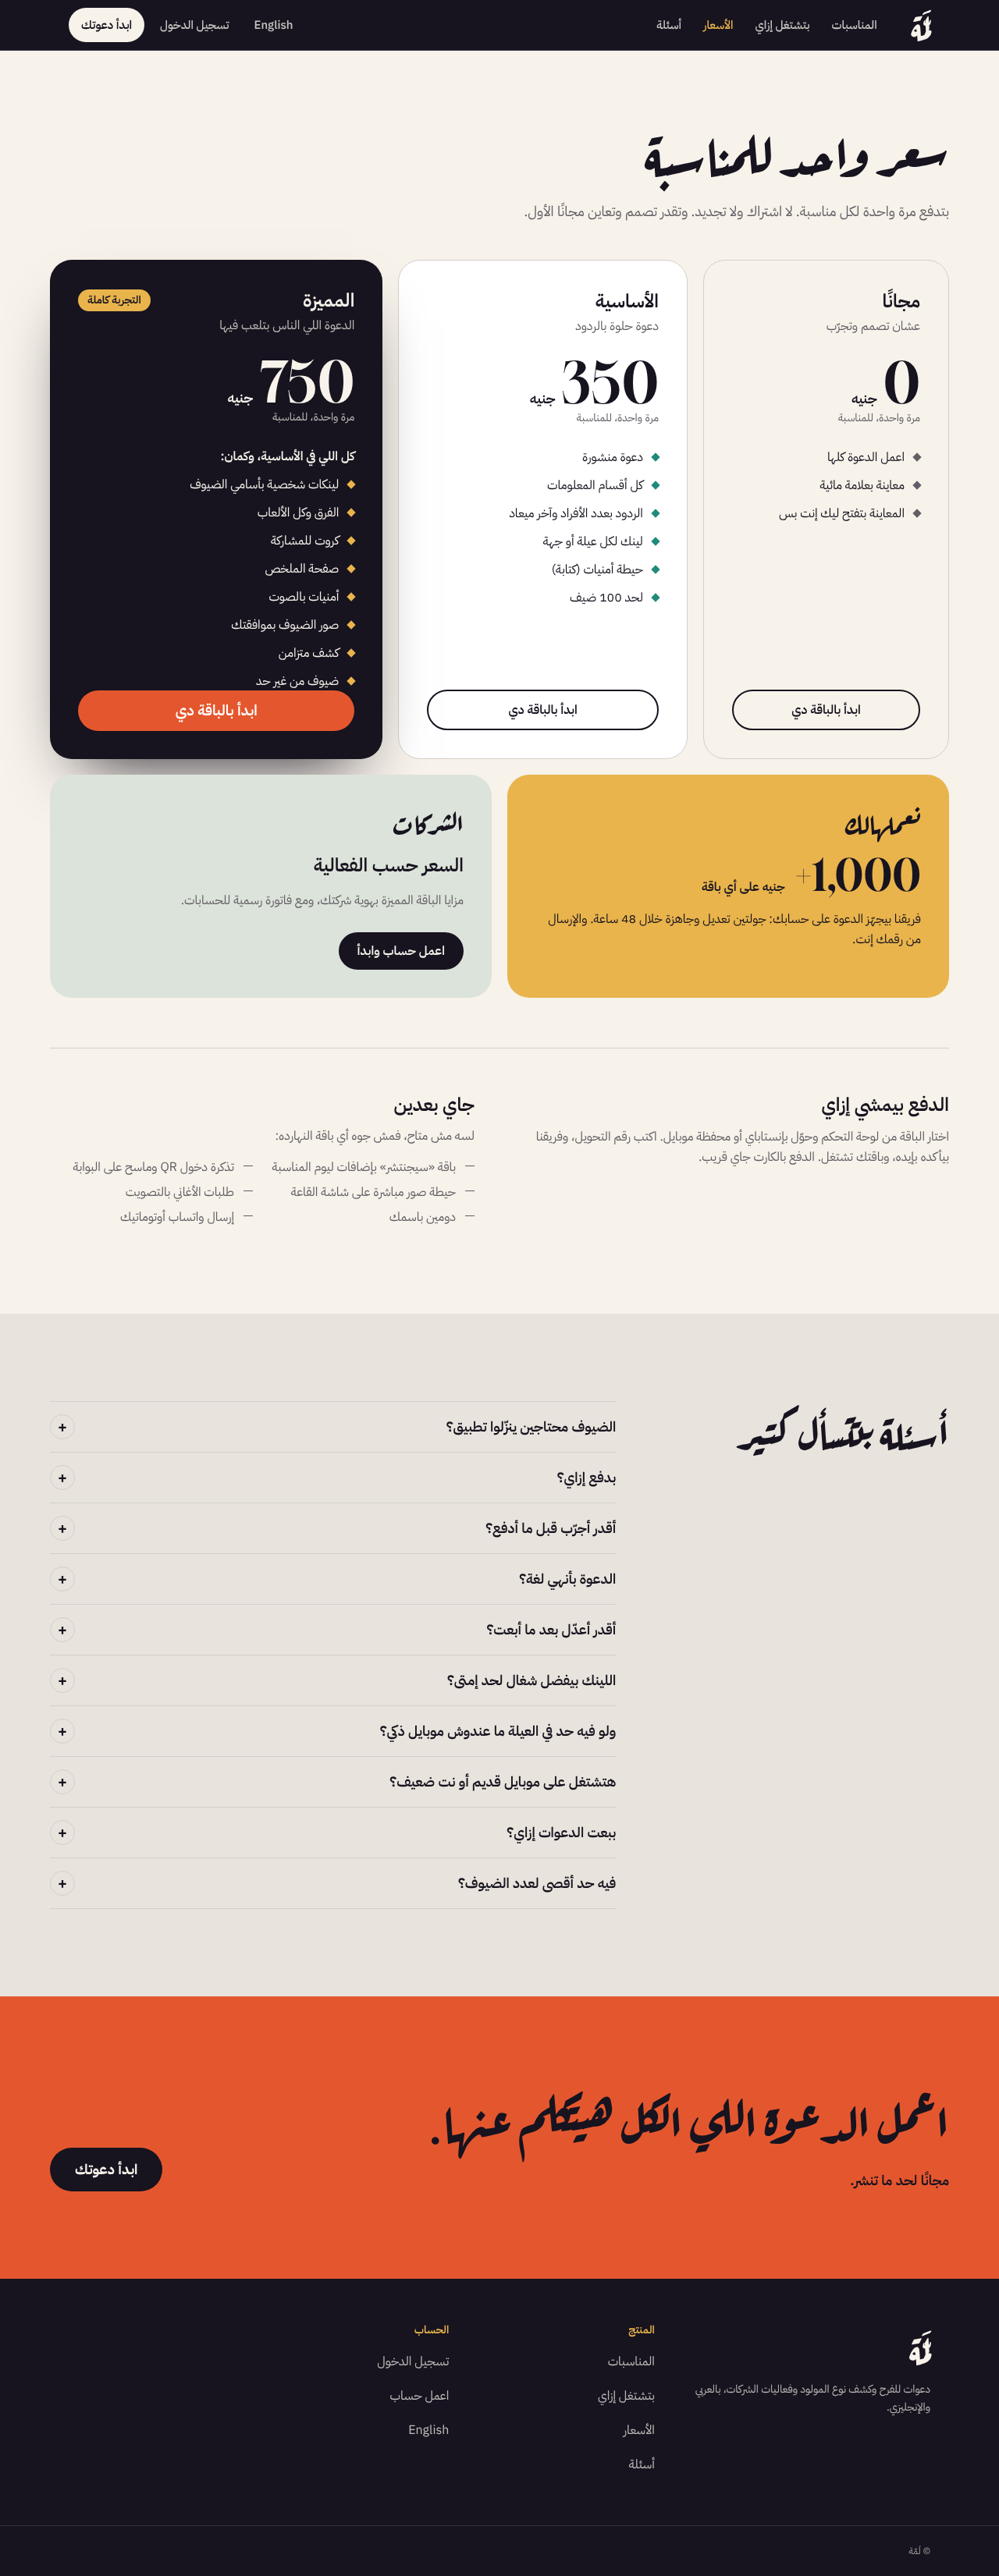 لَمّة
المناسبات
بتشتغل إزاي
الأسعار
أسئلة
English
تسجيل الدخول
ابدأ دعوتك
سعر واحد للمناسبة
بتدفع مرة واحدة لكل مناسبة. لا اشتراك ولا تجديد. وتقدر تصمم وتعاين مجانًا الأول.
مجانًا
عشان تصمم وتجرّب
0 جنيه
مرة واحدة، للمناسبة
اعمل الدعوة كلها
معاينة بعلامة مائية
المعاينة بتفتح ليك إنت بس
ابدأ بالباقة دي
الأساسية
دعوة حلوة بالردود
350 جنيه
مرة واحدة، للمناسبة
دعوة منشورة
كل أقسام المعلومات
الردود بعدد الأفراد وآخر ميعاد
لينك لكل عيلة أو جهة
حيطة أمنيات (كتابة)
لحد 100 ضيف
ابدأ بالباقة دي
المميزة
التجربة كاملة
الدعوة اللي الناس بتلعب فيها
750 جنيه
مرة واحدة، للمناسبة
كل اللي في الأساسية، وكمان:
لينكات شخصية بأسامي الضيوف
الفرق وكل الألعاب
كروت للمشاركة
صفحة الملخص
أمنيات بالصوت
صور الضيوف بموافقتك
كشف متزامن
ضيوف من غير حد
ابدأ بالباقة دي
نعملهالك
+1,000 جنيه على أي باقة
فريقنا بيجهّز الدعوة على حسابك: جولتين تعديل وجاهزة خلال 48 ساعة. والإرسال
من رقمك إنت.
الشركات
السعر حسب الفعالية
مزايا الباقة المميزة بهوية شركتك، ومع فاتورة رسمية للحسابات.
اعمل حساب وابدأ
الدفع بيمشي إزاي
اختار الباقة من لوحة التحكم وحوّل بإنستاباي أو محفظة موبايل. اكتب رقم التحويل، وفريقنا
بيأكده بإيده، وباقتك تشتغل. الدفع بالكارت جاي قريب.
جاي بعدين
لسه مش متاح، فمش جوه أي باقة النهارده:
— باقة «سيجنتشر» بإضافات ليوم المناسبة
— تذكرة دخول QR وماسح على البوابة
— حيطة صور مباشرة على شاشة القاعة
— طلبات الأغاني بالتصويت
— دومين باسمك
— إرسال واتساب أوتوماتيك
أسئلة بتتسأل كتير
الضيوف محتاجين ينزّلوا تطبيق؟ +
بدفع إزاي؟ +
أقدر أجرّب قبل ما أدفع؟ +
الدعوة بأنهي لغة؟ +
أقدر أعدّل بعد ما أبعت؟ +
اللينك بيفضل شغال لحد إمتى؟ +
ولو فيه حد في العيلة ما عندوش موبايل ذكي؟ +
هتشتغل على موبايل قديم أو نت ضعيف؟ +
ببعت الدعوات إزاي؟ +
فيه حد أقصى لعدد الضيوف؟ +
اعمل الدعوة اللي الكل هيتكلم عنها.
مجانًا لحد ما تنشر.
ابدأ دعوتك
لَمّة
دعوات للفرح وكشف نوع المولود وفعاليات الشركات، بالعربي
والإنجليزي.
المنتج
المناسبات
بتشتغل إزاي
الأسعار
أسئلة
الحساب
تسجيل الدخول
اعمل حساب
English
© لَمّة